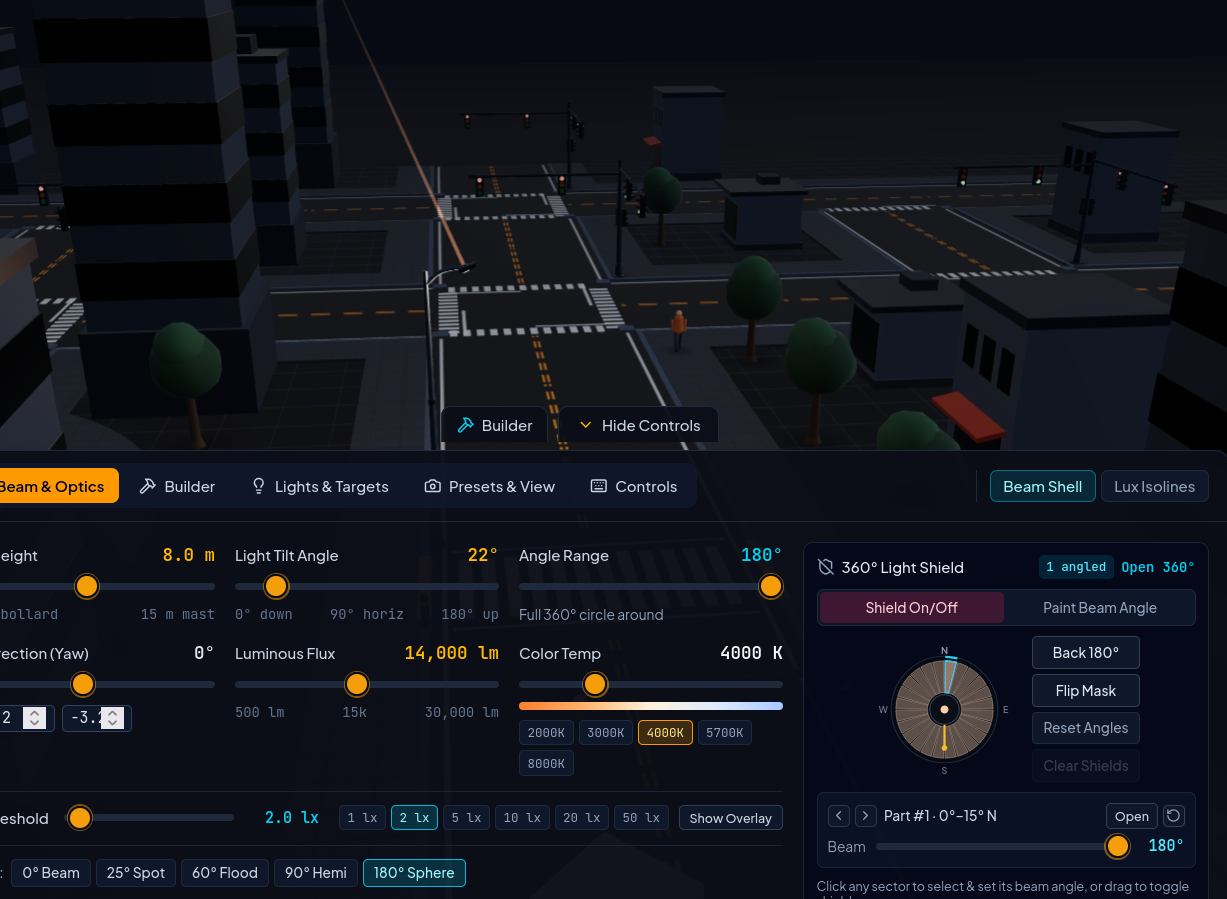 Builder
Hide Controls
Beam & Optics
Builder
Lights & Targets
Presets & View
Controls
Beam Shell
Lux Isolines
eight
8.0 m
Light Tilt Angle
22°
Angle Range
180°
bollard
15 m mast
0° down
90° horiz
180° up
Full 360° circle around
ection (Yaw)
0°
Luminous Flux
14,000 lm
Color Temp
4000 K
2
-3.2
500 lm
15k
30,000 lm
2000K
3000K
4000K
5700K
8000K
eshold
2.0 lx
1 lx
2 lx
5 lx
10 lx
20 lx
50 lx
Show Overlay
:
0° Beam
25° Spot
60° Flood
90° Hemi
180° Sphere
360° Light Shield
1 angled
Open 360°
Shield On/Off
Paint Beam Angle
N
W
E
S
Back 180°
Flip Mask
Reset Angles
Clear Shields
Part #1 · 0°–15° N
Open
Beam
180°
Click any sector to select & set its beam angle, or drag to toggle